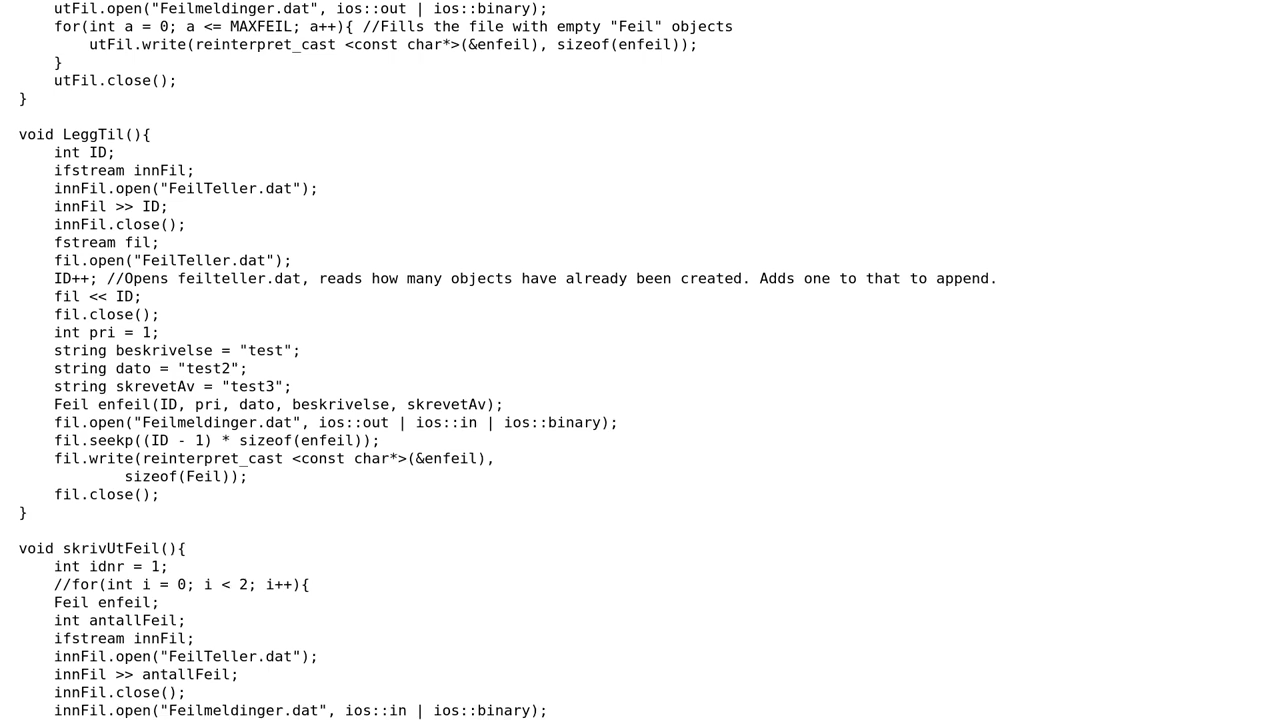 utFil.open("Feilmeldinger.dat", ios::out | ios::binary);
    for(int a = 0; a <= MAXFEIL; a++){ //Fills the file with empty "Feil" objects
        utFil.write(reinterpret_cast <const char*>(&enfeil), sizeof(enfeil));
    }
    utFil.close();
}

void LeggTil(){
    int ID;
    ifstream innFil;
    innFil.open("FeilTeller.dat");
    innFil >> ID;
    innFil.close();
    fstream fil;
    fil.open("FeilTeller.dat");
    ID++; //Opens feilteller.dat, reads how many objects have already been created. Adds one to that to append.
    fil << ID;
    fil.close();
    int pri = 1;
    string beskrivelse = "test";
    string dato = "test2";
    string skrevetAv = "test3";
    Feil enfeil(ID, pri, dato, beskrivelse, skrevetAv);
    fil.open("Feilmeldinger.dat", ios::out | ios::in | ios::binary);
    fil.seekp((ID - 1) * sizeof(enfeil));
    fil.write(reinterpret_cast <const char*>(&enfeil),
            sizeof(Feil));
    fil.close();
}

void skrivUtFeil(){
    int idnr = 1;
    //for(int i = 0; i < 2; i++){
    Feil enfeil;
    int antallFeil;
    ifstream innFil;
    innFil.open("FeilTeller.dat");
    innFil >> antallFeil;
    innFil.close();
    innFil.open("Feilmeldinger.dat", ios::in | ios::binary);